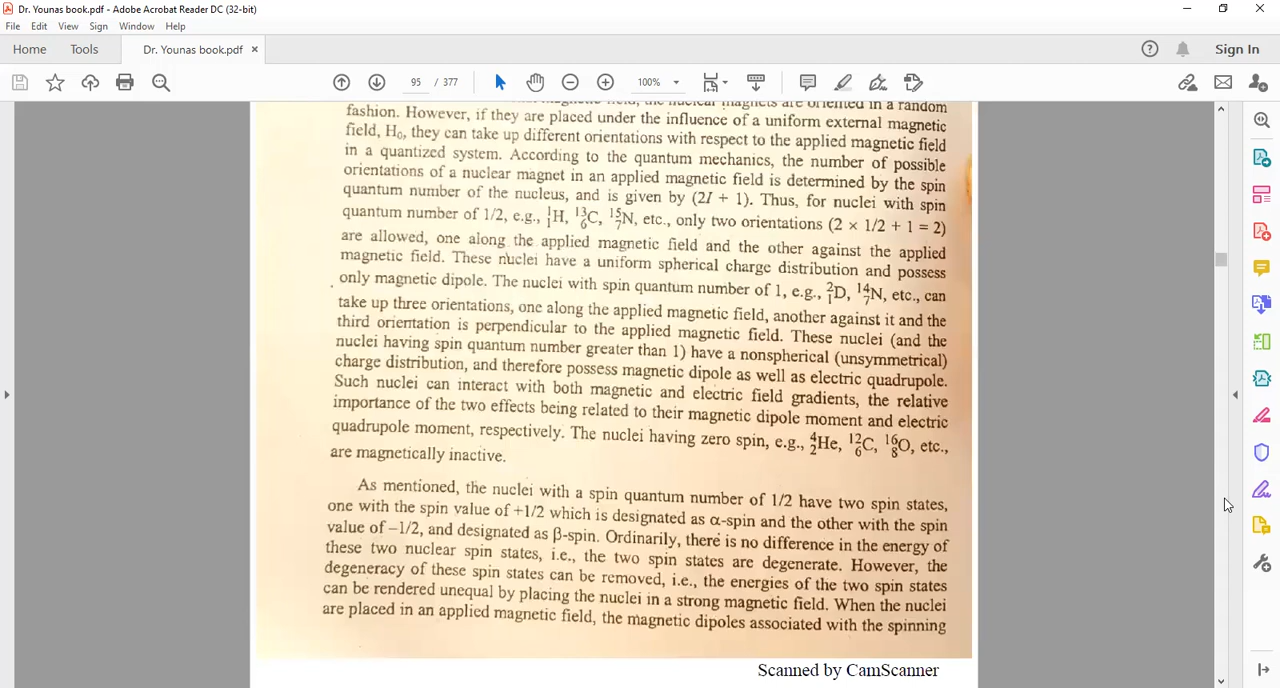 Dr. Younas book.pdf - Adobe Acrobat Reader DC (32-bit)
File Edit View Sign Window Help
Home Tools Dr. Younas book.pdf × Sign In
95 / 377 100%
magnetic field, the nuclear magnets are oriented in a random
fashion. However, if they are placed under the influence of a uniform external magnetic
field, H₀, they can take up different orientations with respect to the applied magnetic field
in a quantized system. According to the quantum mechanics, the number of possible
orientations of a nuclear magnet in an applied magnetic field is determined by the spin
quantum number of the nucleus, and is given by (2I + 1). Thus, for nuclei with spin
quantum number of 1/2, e.g., ¹₁H, ¹³₆C, ¹⁵₇N, etc., only two orientations (2 × 1/2 + 1 = 2)
are allowed, one along the applied magnetic field and the other against the applied
magnetic field. These nuclei have a uniform spherical charge distribution and possess
only magnetic dipole. The nuclei with spin quantum number of 1, e.g., ²₁D, ¹⁴₇N, etc., can
take up three orientations, one along the applied magnetic field, another against it and the
third orientation is perpendicular to the applied magnetic field. These nuclei (and the
nuclei having spin quantum number greater than 1) have a nonspherical (unsymmetrical)
charge distribution, and therefore possess magnetic dipole as well as electric quadrupole.
Such nuclei can interact with both magnetic and electric field gradients, the relative
importance of the two effects being related to their magnetic dipole moment and electric
quadrupole moment, respectively. The nuclei having zero spin, e.g., ⁴₂He, ¹²₆C, ¹⁶₈O, etc.,
are magnetically inactive.
As mentioned, the nuclei with a spin quantum number of 1/2 have two spin states,
one with the spin value of +1/2 which is designated as α-spin and the other with the spin
value of −1/2, and designated as β-spin. Ordinarily, there is no difference in the energy of
these two nuclear spin states, i.e., the two spin states are degenerate. However, the
degeneracy of these spin states can be removed, i.e., the energies of the two spin states
can be rendered unequal by placing the nuclei in a strong magnetic field. When the nuclei
are placed in an applied magnetic field, the magnetic dipoles associated with the spinning
Scanned by CamScanner